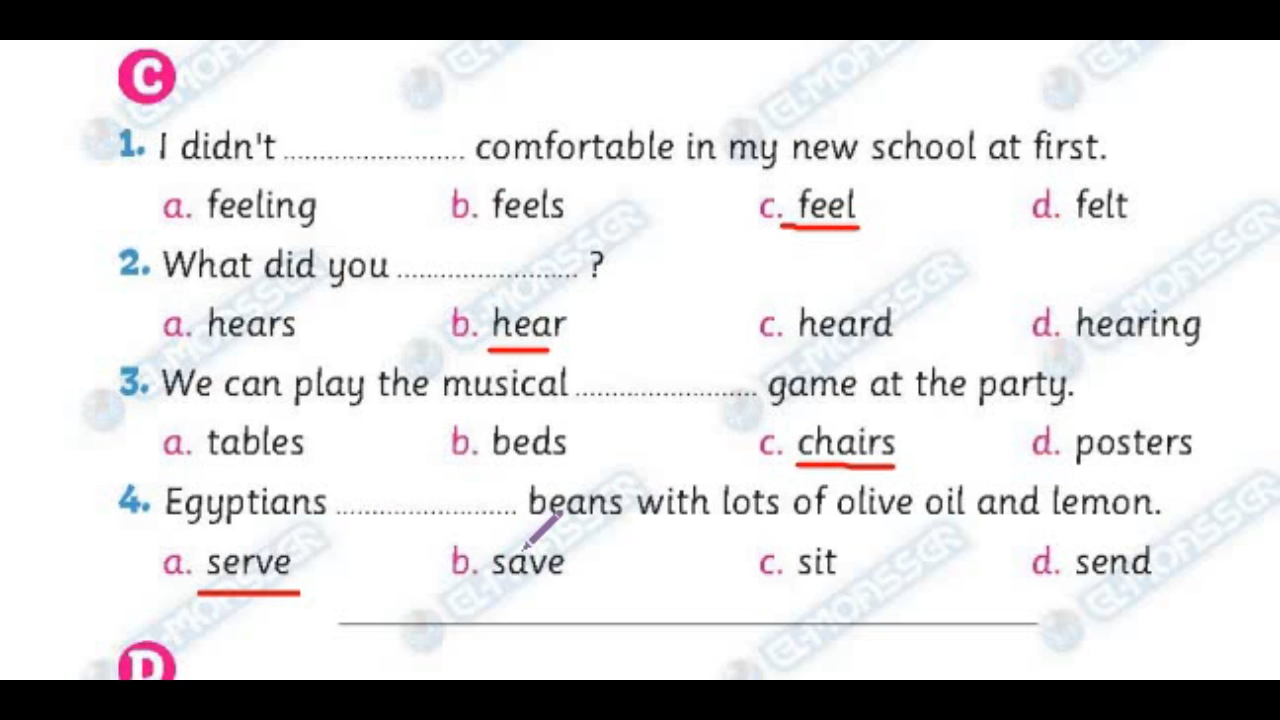 C
1. I didn't ........................ comfortable in my new school at first.
a. feeling b. feels c. feel d. felt
2. What did you ........................ ?
a. hears b. hear c. heard d. hearing
3. We can play the musical ........................ game at the party.
a. tables b. beds c. chairs d. posters
4. Egyptians ........................ beans with lots of olive oil and lemon.
a. serve b. save c. sit d. send
D